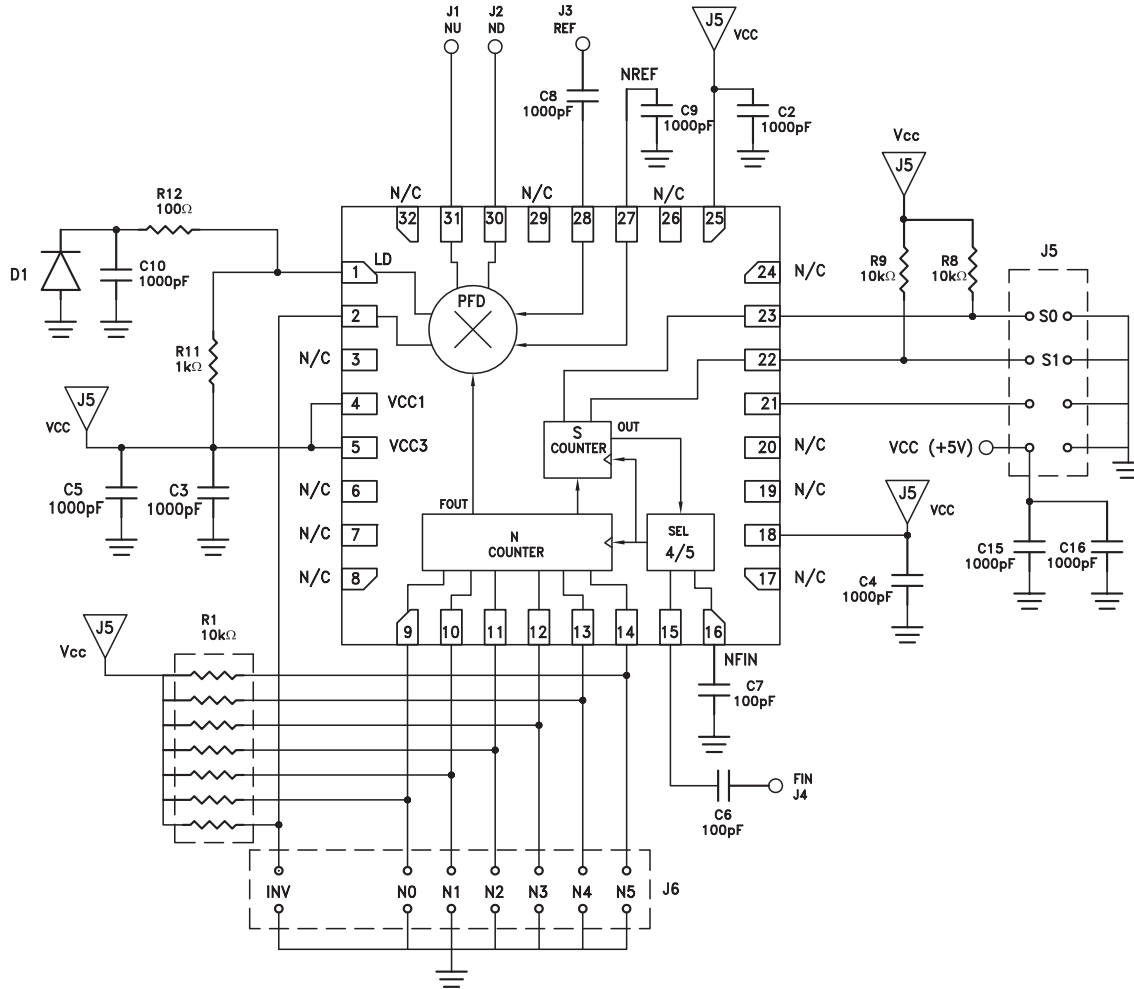 J1
NU
J2
ND
J3
REF
J5
VCC
C8
1000pF
NREF
C9
1000pF
C2
1000pF
Vcc
J5
R12
100Ω
N/C
32
31
30
N/C
29
28
27
N/C
26
25
D1
C10
1000pF
1
LD
PFD
24
N/C
R9
10kΩ
R8
10kΩ
J5
2
23
S0
R11
1kΩ
N/C
3
22
S1
J5
VCC
4
VCC1
21
5
VCC3
S
COUNTER
OUT
20
N/C
VCC (+5V)
C5
1000pF
C3
1000pF
N/C
6
19
N/C
J5
VCC
FOUT
N/C
7
N
COUNTER
SEL
4/5
18
C15
1000pF
C16
1000pF
N/C
8
17
N/C
C4
1000pF
J5
Vcc
R1
10kΩ
9
10
11
12
13
14
15
16
NFIN
C7
100pF
FIN
J4
C6
100pF
INV
N0
N1
N2
N3
N4
N5
J6